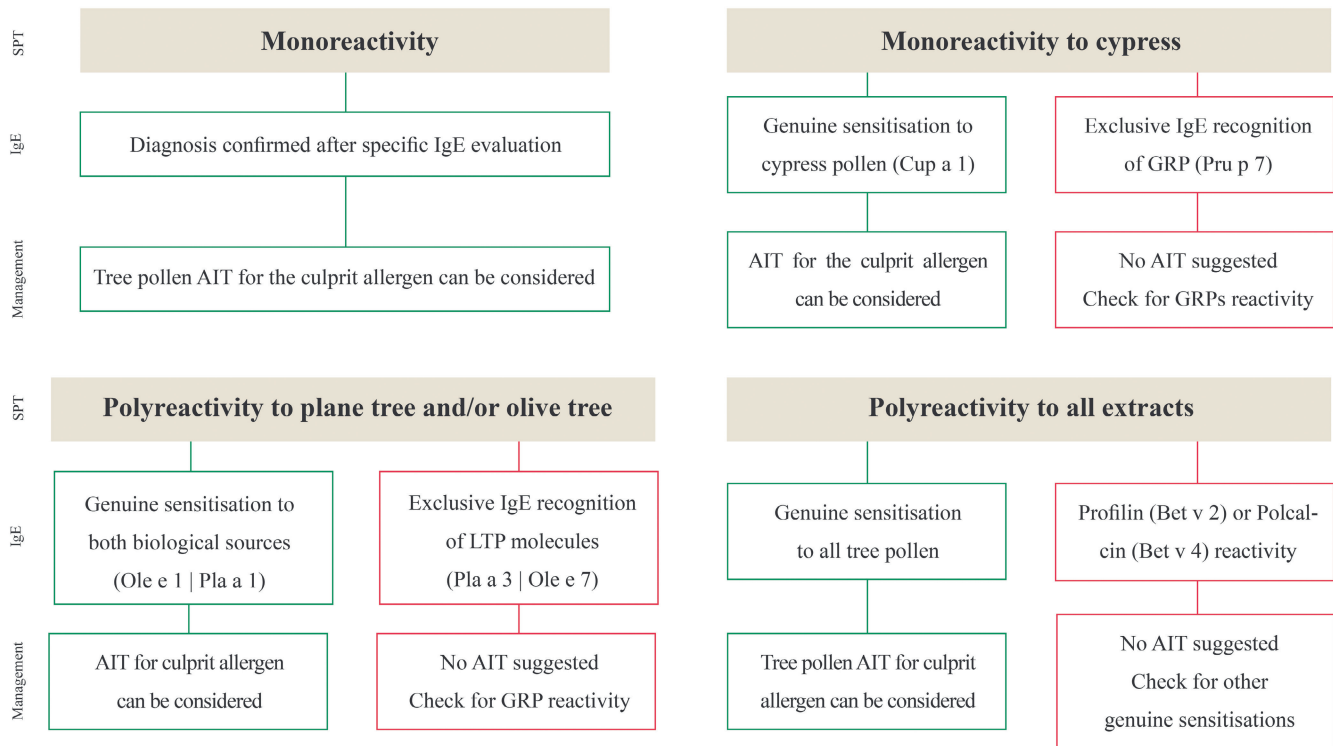 SPT
Monoreactivity
IgE
Diagnosis confirmed after specific IgE evaluation
Management
Tree pollen AIT for the culprit allergen can be considered
Monoreactivity to cypress
Genuine sensitisation to
cypress pollen (Cup a 1)
Exclusive IgE recognition
of GRP (Pru p 7)
AIT for the culprit allergen
can be considered
No AIT suggested
Check for GRPs reactivity
SPT
Polyreactivity to plane tree and/or olive tree
IgE
Genuine sensitisation to
both biological sources
(Ole e 1 | Pla a 1)
Exclusive IgE recognition
of LTP molecules
(Pla a 3 | Ole e 7)
Management
AIT for culprit allergen
can be considered
No AIT suggested
Check for GRP reactivity
Polyreactivity to all extracts
Genuine sensitisation
to all tree pollen
Profilin (Bet v 2) or Polcal-
cin (Bet v 4) reactivity
Tree pollen AIT for culprit
allergen can be considered
No AIT suggested
Check for other
genuine sensitisations